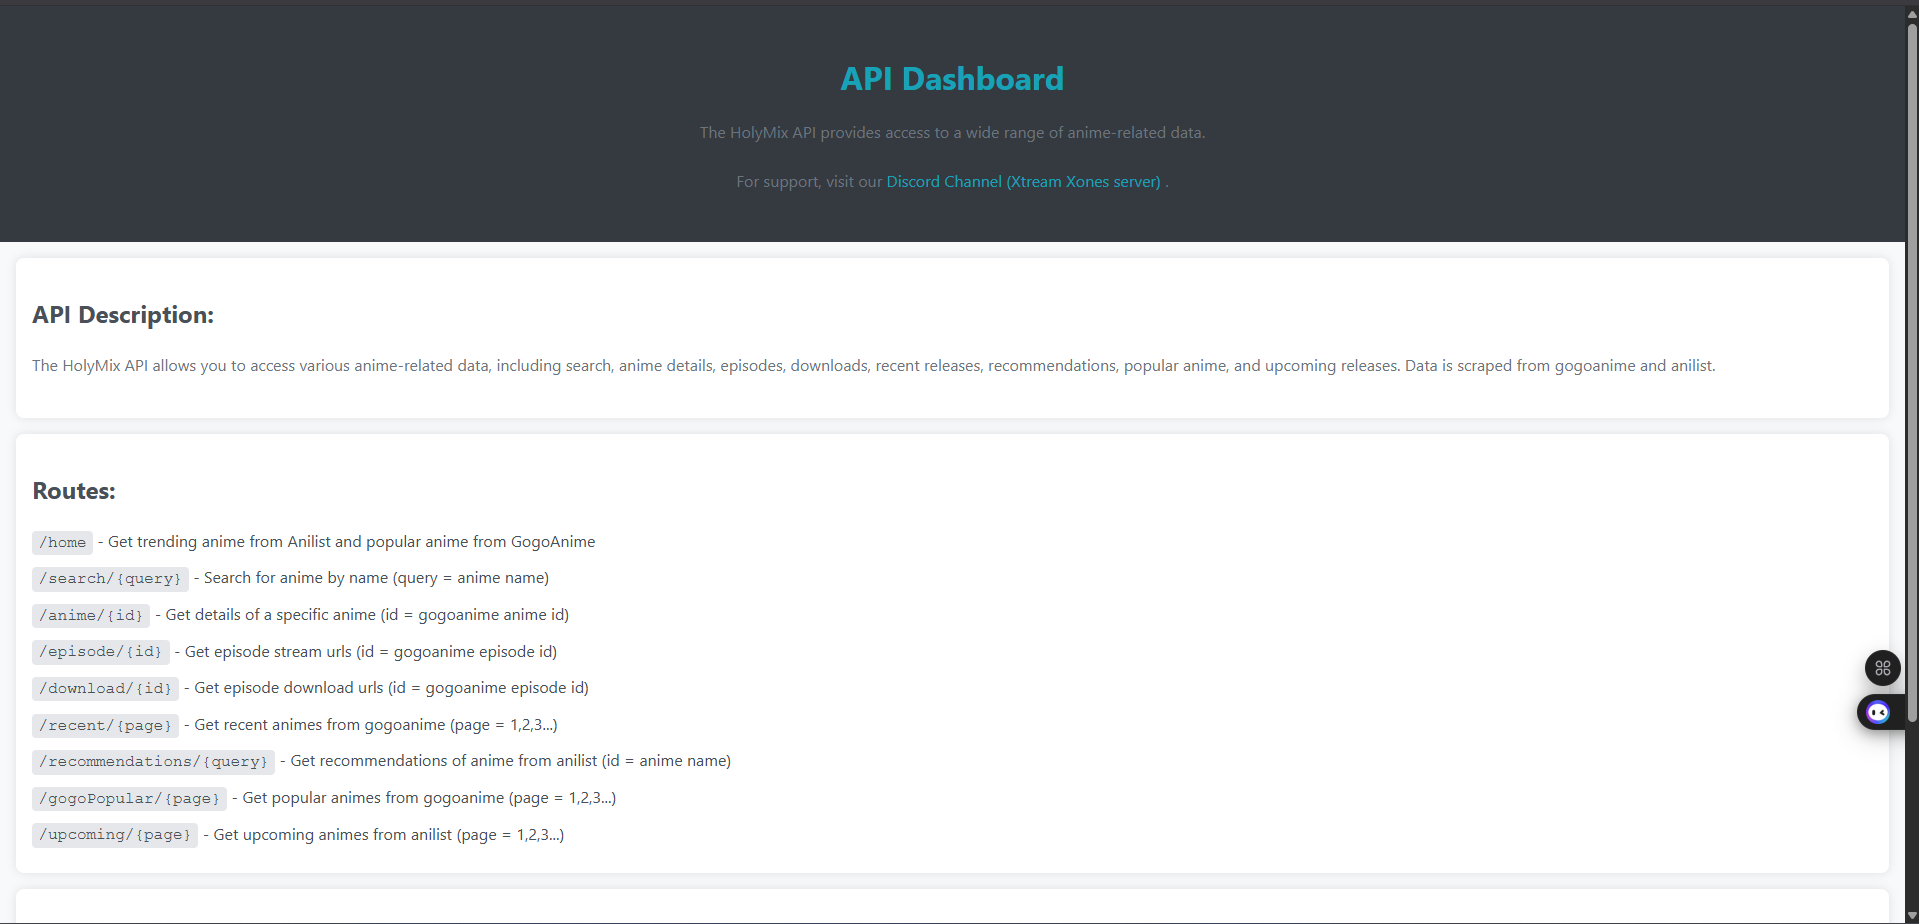 API Dashboard
The HolyMix API provides access to a wide range of anime-related data.
For support, visit our Discord Channel (Xtream Xones server) .
API Description:
The HolyMix API allows you to access various anime-related data, including search, anime details, episodes, downloads, recent releases, recommendations, popular anime, and upcoming releases. Data is scraped from gogoanime and anilist.
Routes:
/home - Get trending anime from Anilist and popular anime from GogoAnime
/search/{query} - Search for anime by name (query = anime name)
/anime/{id} - Get details of a specific anime (id = gogoanime anime id)
/episode/{id} - Get episode stream urls (id = gogoanime episode id)
/download/{id} - Get episode download urls (id = gogoanime episode id)
/recent/{page} - Get recent animes from gogoanime (page = 1,2,3...)
/recommendations/{query} - Get recommendations of anime from anilist (id = anime name)
/gogoPopular/{page} - Get popular animes from gogoanime (page = 1,2,3...)
/upcoming/{page} - Get upcoming animes from anilist (page = 1,2,3...)